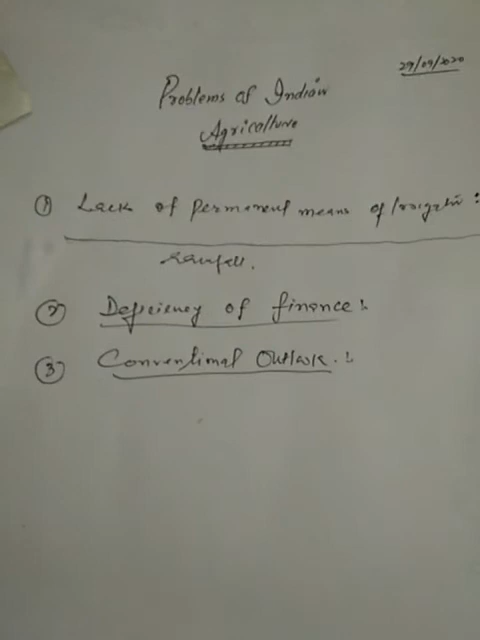 29/09/2020
Problems of Indian
Agriculture
① Lack of permanent means of Irrigation :
Rainfall.
② Deficiency of finance :
③ Conventional Outlook :